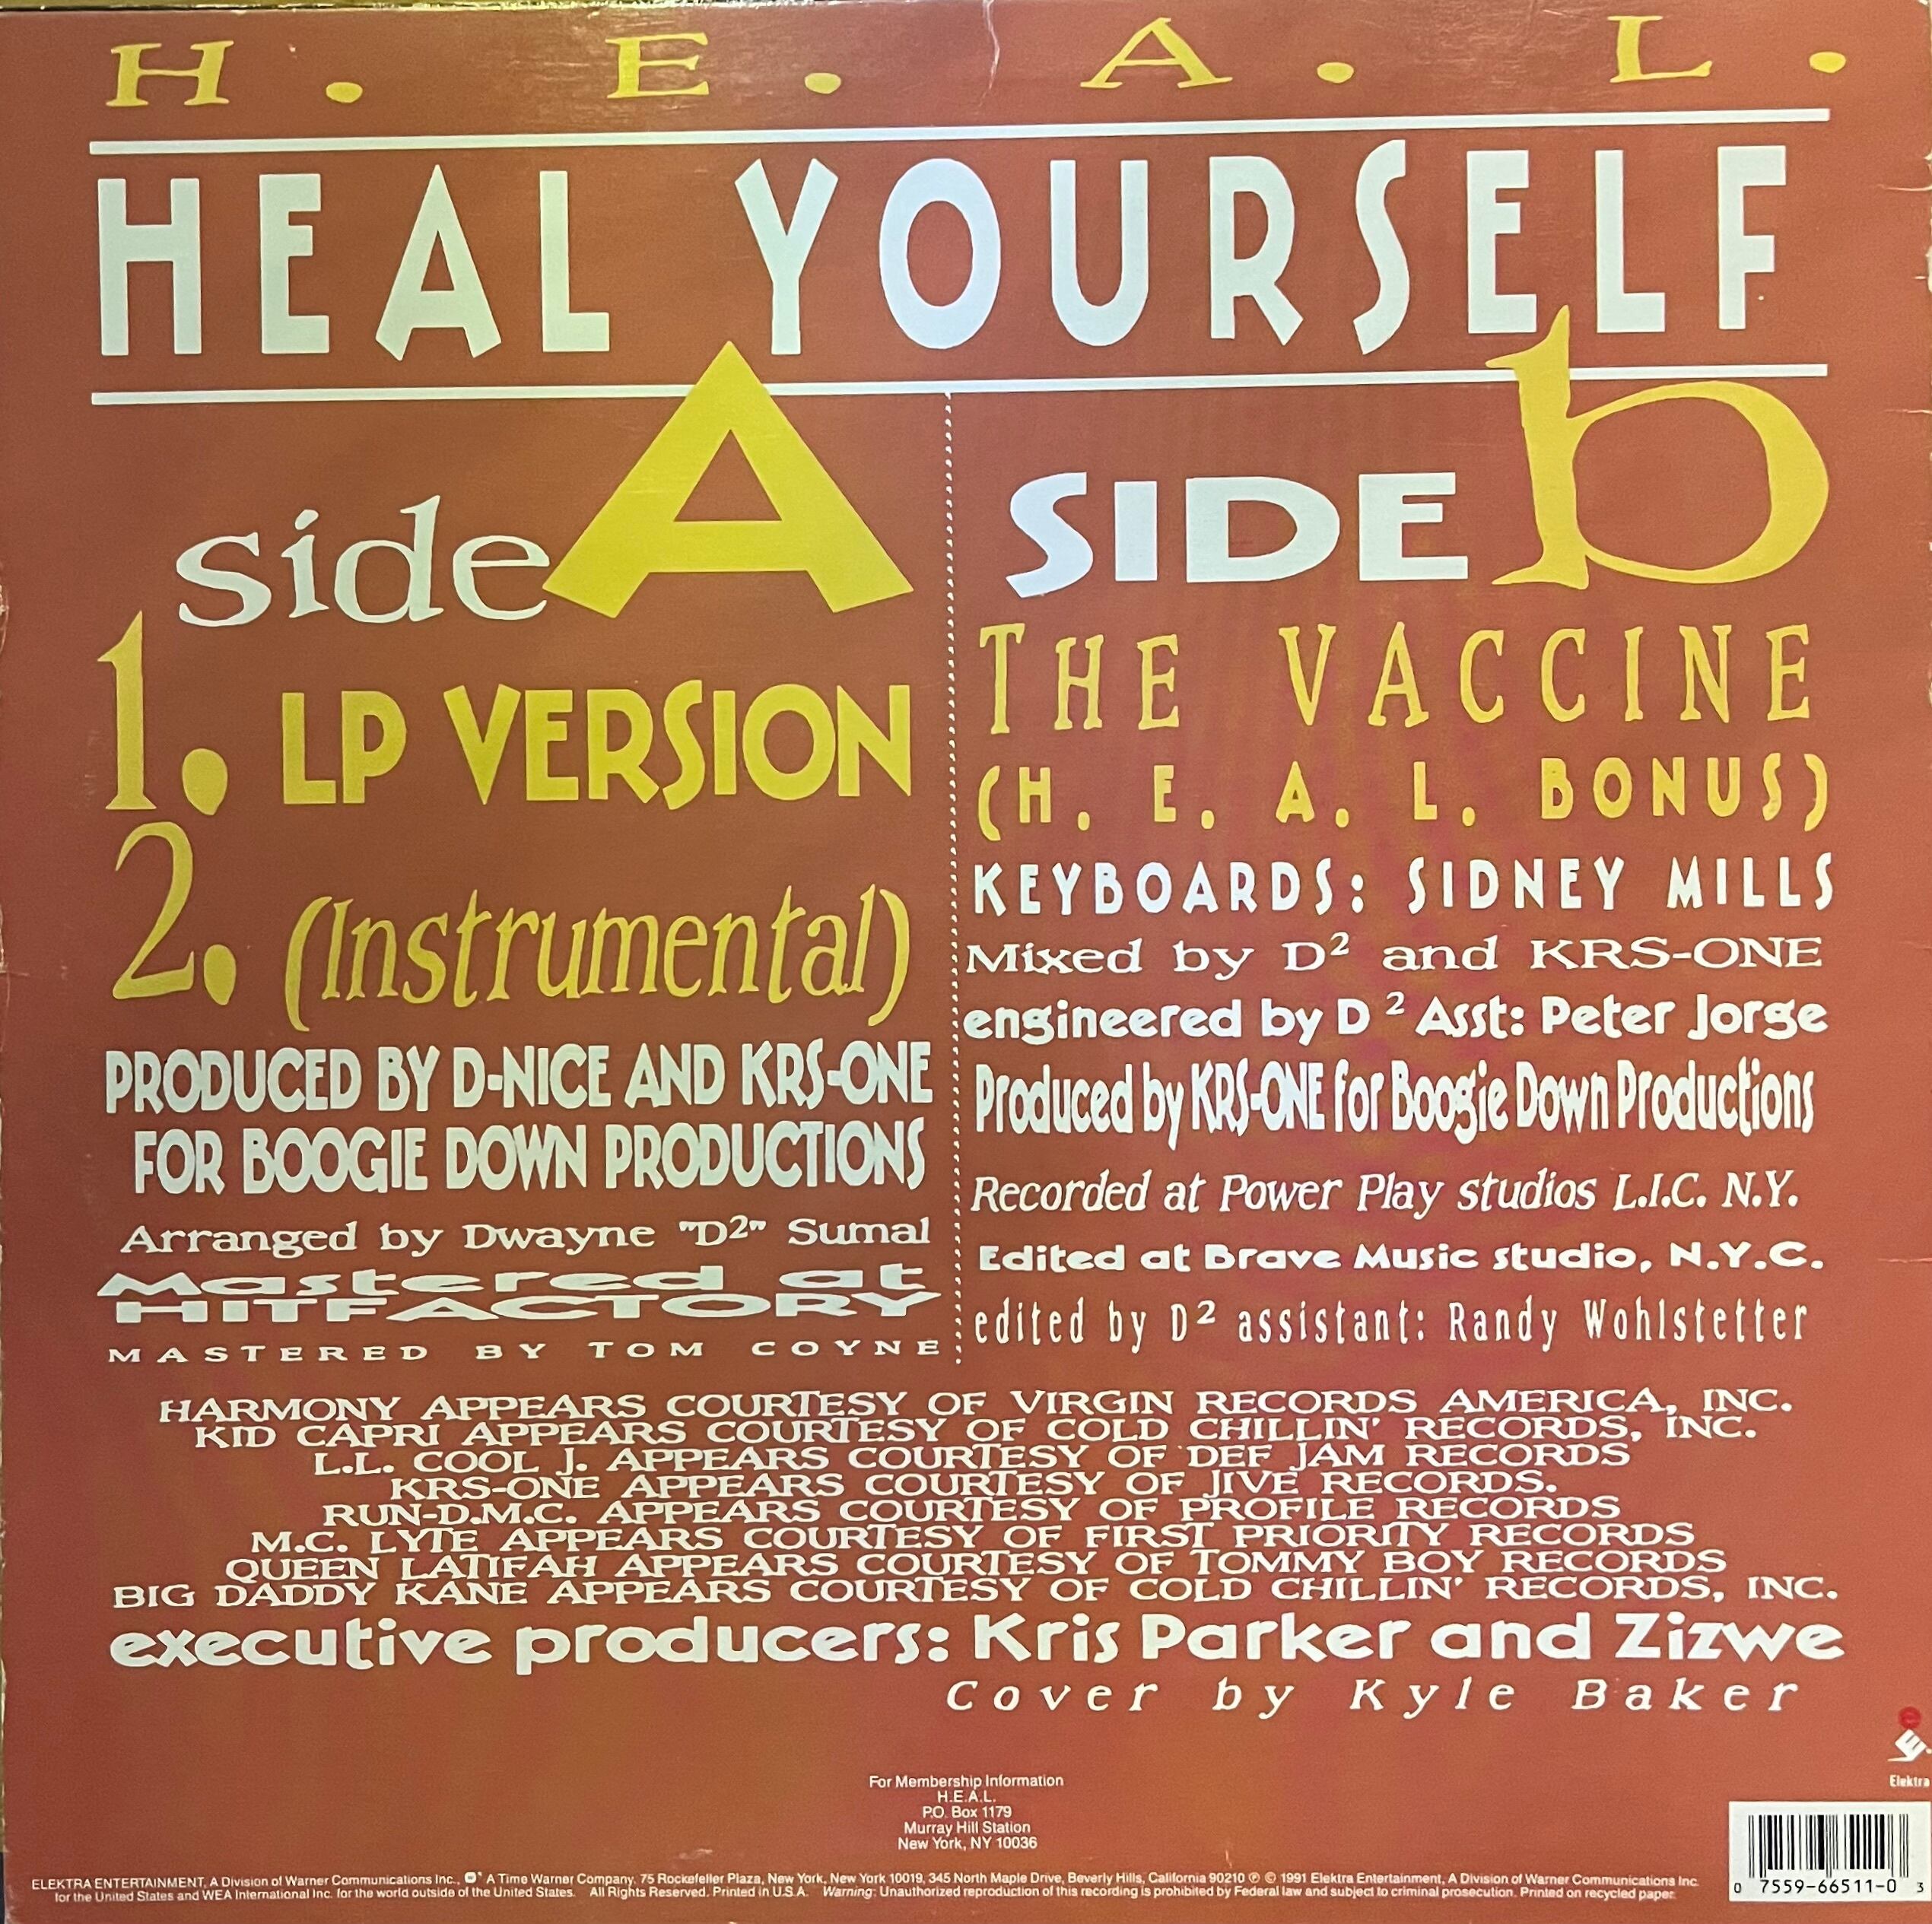 H. E. A. L.
HEAL YOURSELF
side A
1. LP VERSION
2. (Instrumental)
PRODUCED BY D-NICE AND KRS-ONE
FOR BOOGIE DOWN PRODUCTIONS
Arranged by Dwayne "D²" Sumal
Mastered at
HITFACTORY
MASTERED BY TOM COYNE
SIDE b
THE VACCINE
(H. E. A. L. BONUS)
KEYBOARDS: SIDNEY MILLS
Mixed by D² and KRS-ONE
engineered by D ² Asst: Peter Jorge
Produced by KRS-ONE for Boogie Down Productions
Recorded at Power Play studios L.I.C. N.Y.
Edited at Brave Music studio, N.Y.C.
edited by D² assistant: Randy Wohlstetter
HARMONY APPEARS COURTESY OF VIRGIN RECORDS AMERICA, INC.
KID CAPRI APPEARS COURTESY OF COLD CHILLIN' RECORDS, INC.
L.L. COOL J. APPEARS COURTESY OF DEF JAM RECORDS
KRS-ONE APPEARS COURTESY OF JIVE RECORDS.
RUN-D.M.C. APPEARS COURTESY OF PROFILE RECORDS
M.C. LYTE APPEARS COURTESY OF FIRST PRIORITY RECORDS
QUEEN LATIFAH APPEARS COURTESY OF TOMMY BOY RECORDS
BIG DADDY KANE APPEARS COURTESY OF COLD CHILLIN' RECORDS, INC.
executive producers: Kris Parker and Zizwe
Cover by Kyle Baker
Elektra
For Membership Information
H.E.A.L.
P.O. Box 1179
Murray Hill Station
New York, NY 10036
ELEKTRA ENTERTAINMENT, A Division of Warner Communications Inc., A Time Warner Company. 75 Rockefeller Plaza, New York, New York 10019, 345 North Maple Drive, Beverly Hills, California 90210 ℗ © 1991 Elektra Entertainment, A Division of Warner Communications Inc.
for the United States and WEA International Inc. for the world outside of the United States. All Rights Reserved. Printed in U.S.A. Warning: Unauthorized reproduction of this recording is prohibited by Federal law and subject to criminal prosecution. Printed on recycled paper.
0 7559-66511-0 3